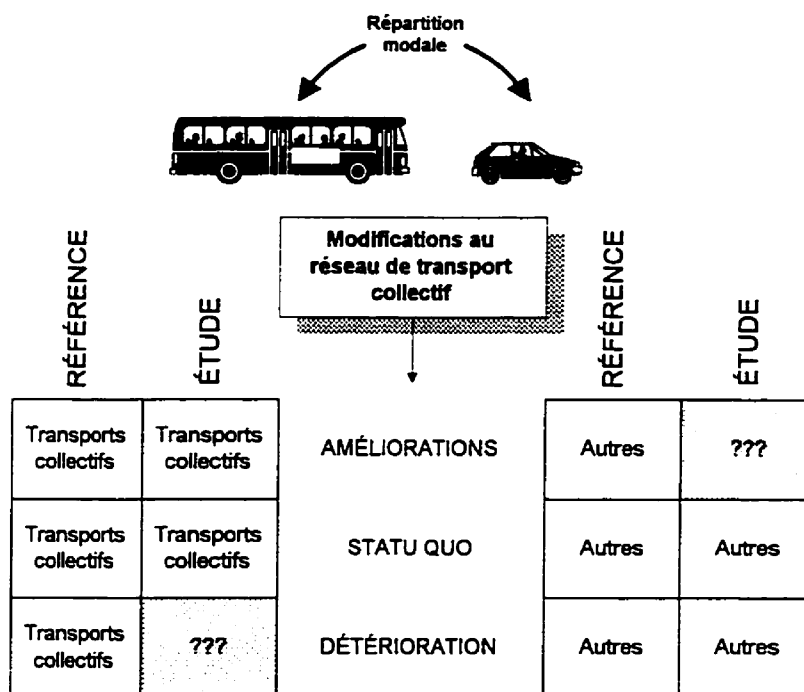 Répartition
modale
Modifications au
réseau de transport
collectif
RÉFÉRENCE
ÉTUDE
RÉFÉRENCE
ÉTUDE
Transports
collectifs
Transports
collectifs
AMÉLIORATIONS
Autres
???
Transports
collectifs
Transports
collectifs
STATU QUO
Autres
Autres
Transports
collectifs
???
DÉTÉRIORATION
Autres
Autres